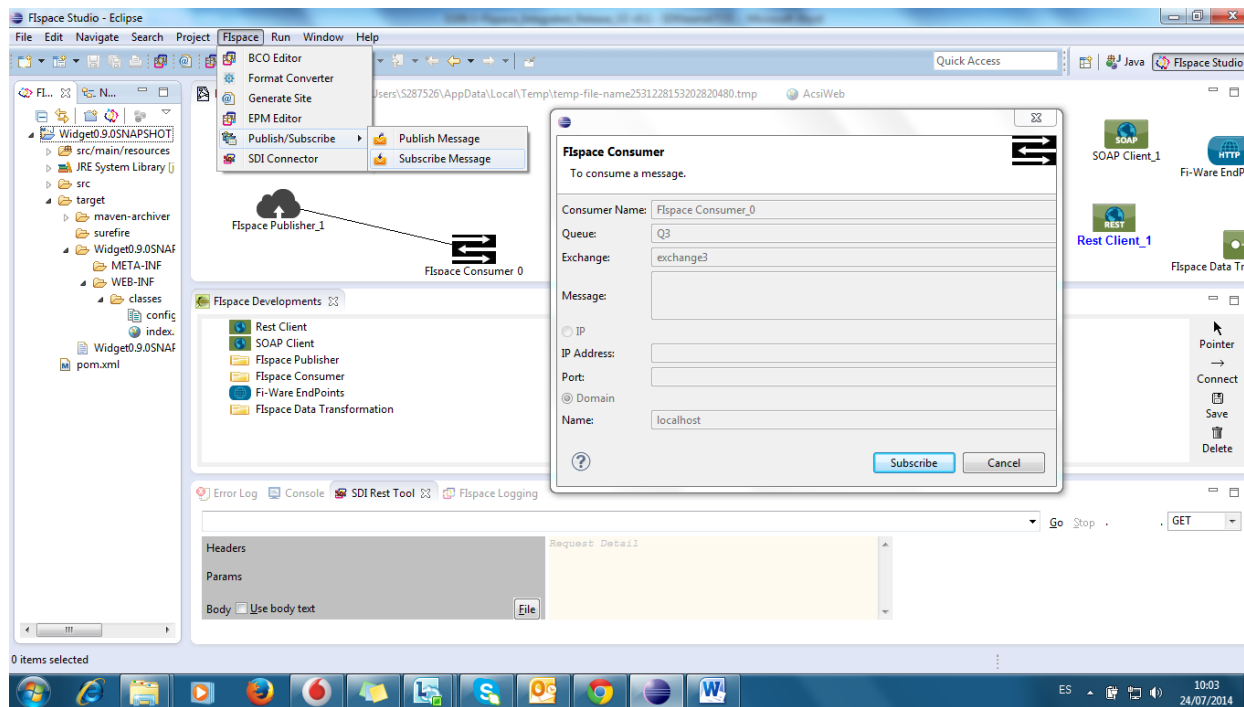 FIspace Studio - Eclipse
File Edit Navigate Search Project FIspace Run Window Help
BCO Editor
Format Converter
Generate Site
EPM Editor
Publish/Subscribe
SDI Connector
Publish Message
Subscribe Message
Quick Access
Java
FIspace Studio
FI...
N...
Widget0.9.0SNAPSHOT
src/main/resources
JRE System Library [j
src
target
maven-archiver
surefire
Widget0.9.0SNAF
META-INF
WEB-INF
classes
config
index.
Widget0.9.0SNAF
pom.xml
sers\S287526\AppData\Local\Temp\temp-file-name2531228153202820480.tmp
AcsiWeb
FIspace Publisher_1
FIspace Consumer 0
SOAP
SOAP Client_1
HTTP
Fi-Ware EndP
REST
Rest Client_1
FIspace Data Tr
FIspace Developments
Rest Client
SOAP Client
FIspace Publisher
FIspace Consumer
Fi-Ware EndPoints
FIspace Data Transformation
Pointer
Connect
Save
Delete
FIspace Consumer
To consume a message.
Consumer Name: FIspace Consumer_0
Queue: Q3
Exchange: exchange3
Message:
IP
IP Address:
Port:
Domain
Name: localhost
Subscribe
Cancel
Error Log Console SDI Rest Tool FIspace Logging
Go Stop GET
Headers
Params
Body Use body text File
Request Detail
0 items selected
ES
10:03
24/07/2014